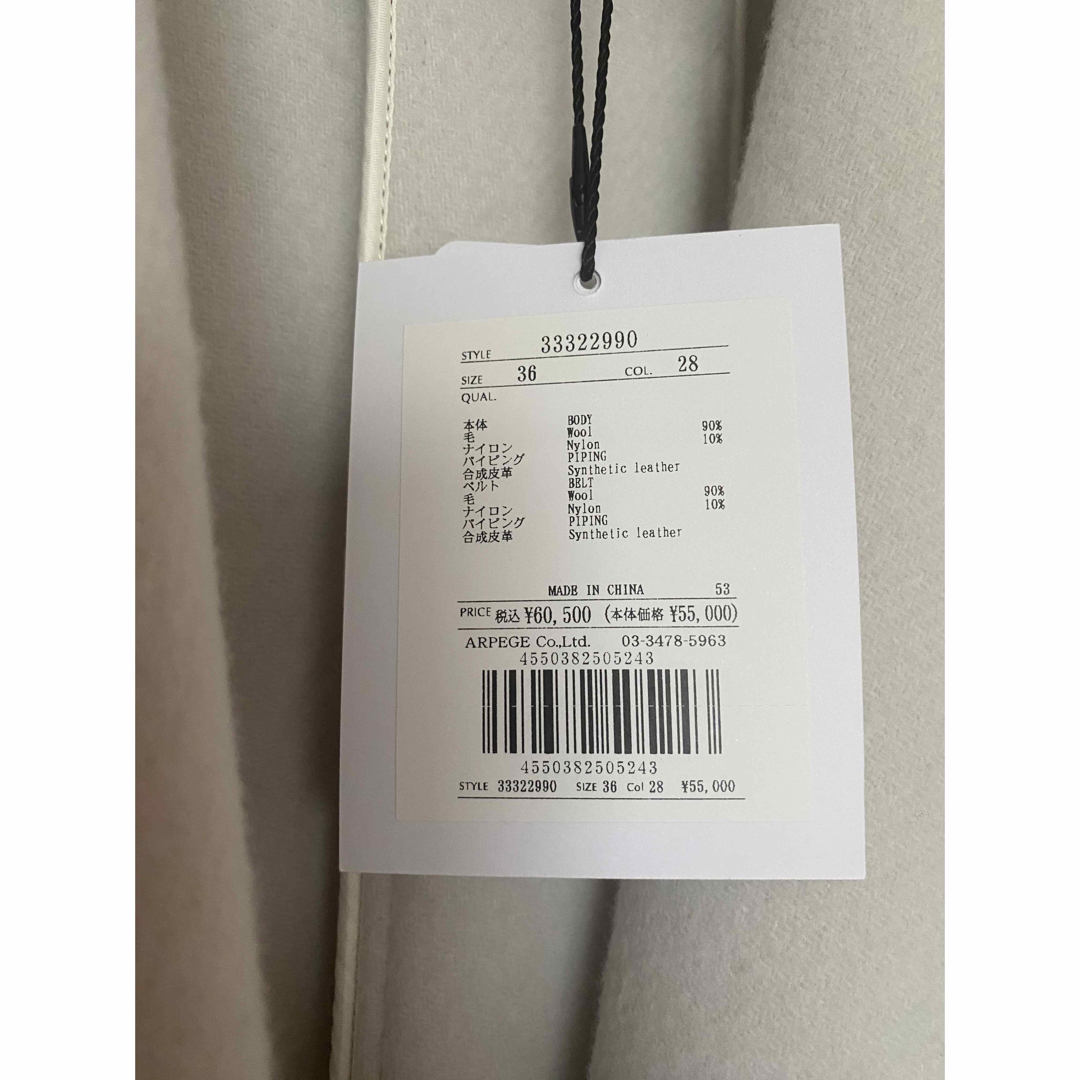 STYLE 33322990
SIZE 36 COL. 28
QUAL.
本体 BODY
毛 Wool 90%
ナイロン Nylon 10%
パイピング PIPING
合成皮革 Synthetic leather
ベルト BELT
毛 Wool 90%
ナイロン Nylon 10%
パイピング PIPING
合成皮革 Synthetic leather
MADE IN CHINA 53
PRICE 税込 ¥60,500 (本体価格 ¥55,000)
ARPEGE Co.,Ltd. 03-3478-5963
4550382505243
4550382505243
STYLE 33322990 SIZE 36 Col 28 ¥55,000